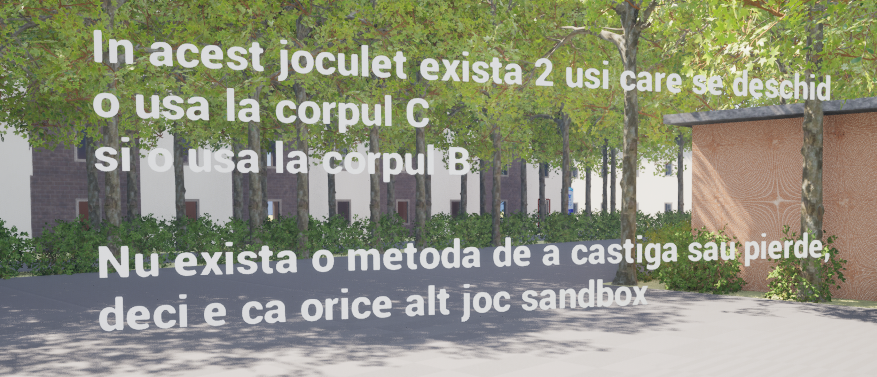 In acest joculet exista 2 usi care se deschid
o usa la corpul C
si o usa la corpul B
Nu exista o metoda de a castiga sau pierde,
deci e ca orice alt joc sandbox